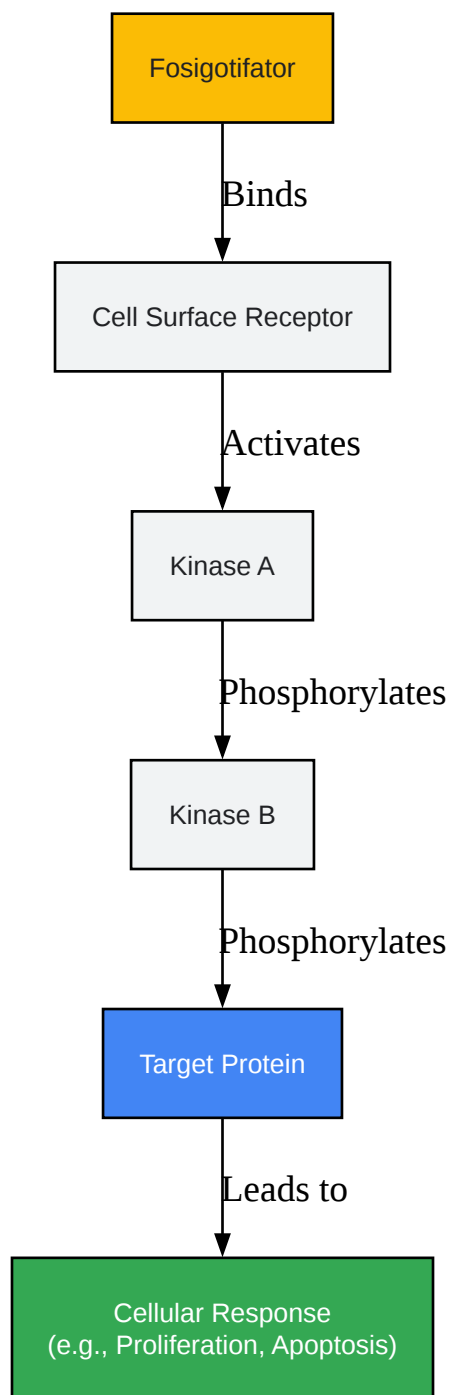 Fosigotifator
Binds
Cell Surface Receptor
Activates
Kinase A
Phosphorylates
Kinase B
Phosphorylates
Target Protein
Leads to
Cellular Response
(e.g., Proliferation, Apoptosis)